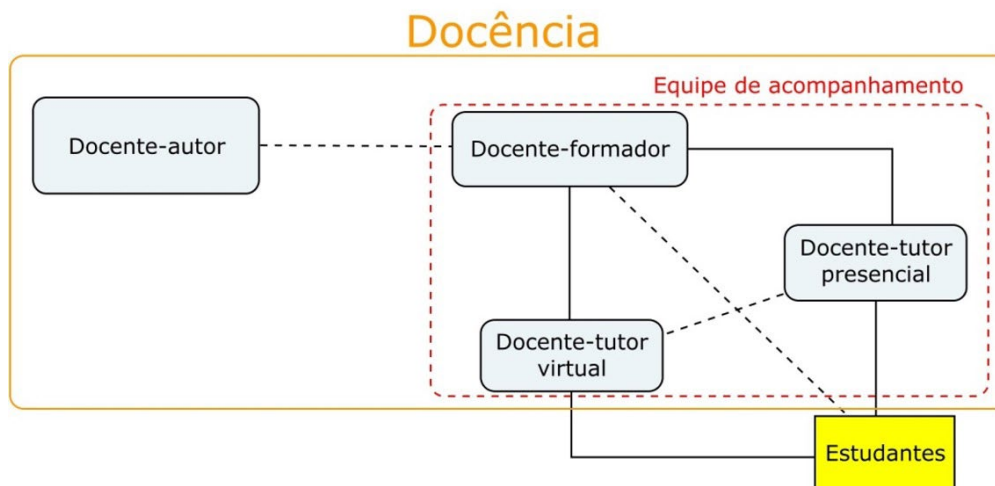 Docência
Equipe de acompanhamento
Docente-autor
Docente-formador
Docente-tutor
presencial
Docente-tutor
virtual
Estudantes